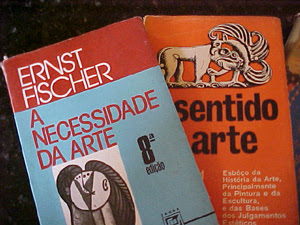 ERNST
FISCHER
A
NECESSIDADE
DA ARTE
8ª
edição
sentido
arte
Esbôço da
História da Arte,
Principalmente
da Pintura e da
Escultura,
e das Bases
dos Julgamentos
Estéticos